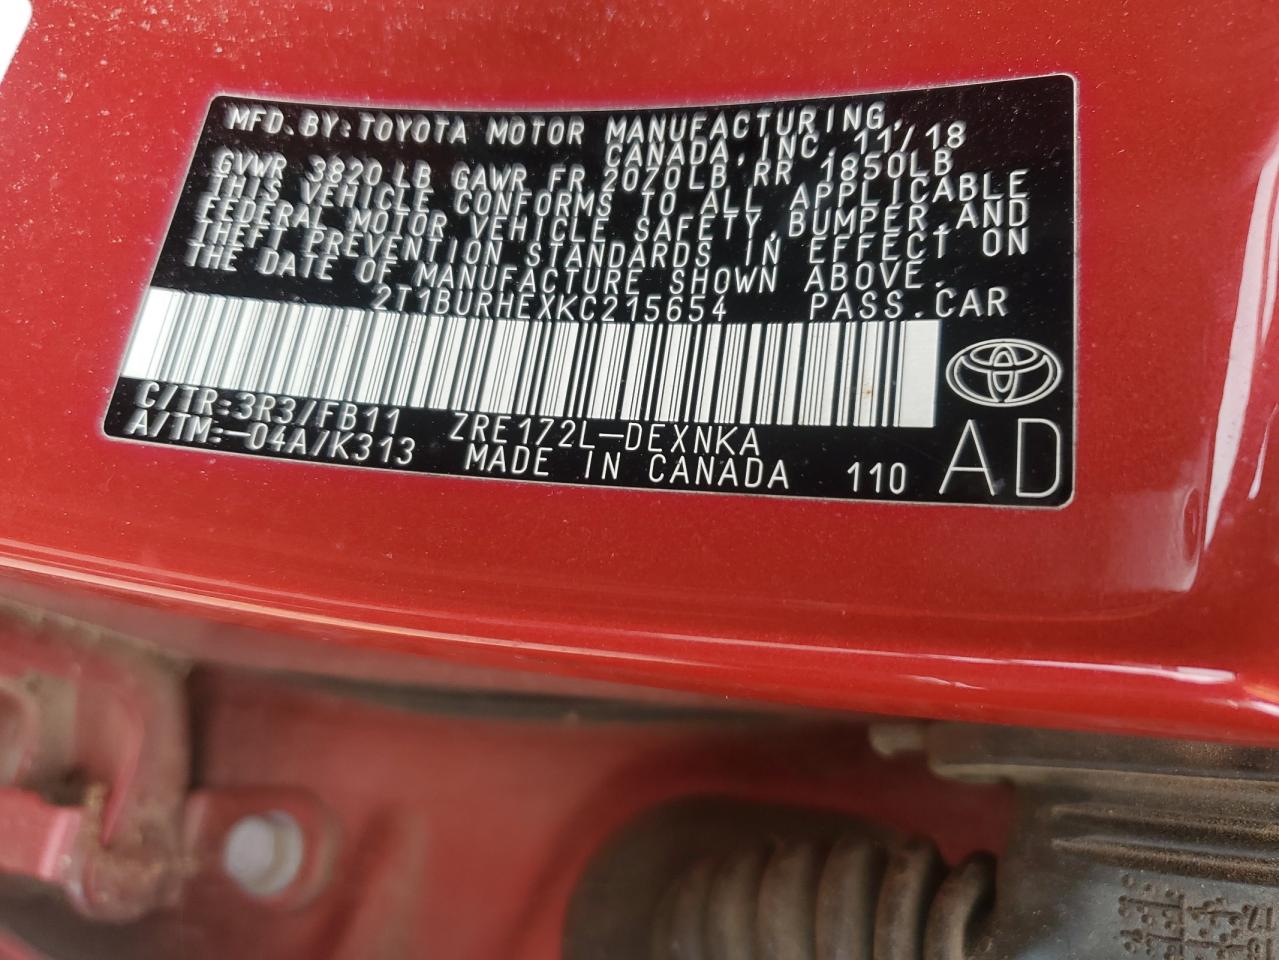 MFD.BY:TOYOTA MOTOR MANUFACTURING,
CANADA,INC. 11/18
GVWR 3820LB GAWR FR 2070LB RR 1850LB
THIS VEHICLE CONFORMS TO ALL APPLICABLE
FEDERAL MOTOR VEHICLE SAFETY,BUMPER,AND
THEFT PREVENTION STANDARDS IN EFFECT ON
THE DATE OF MANUFACTURE SHOWN ABOVE.
2T1BURHEXKC215654 PASS.CAR
C/TR:3R3/FB11 ZRE172L-DEXNKA
A/TM:-04A/K313 MADE IN CANADA 110 AD